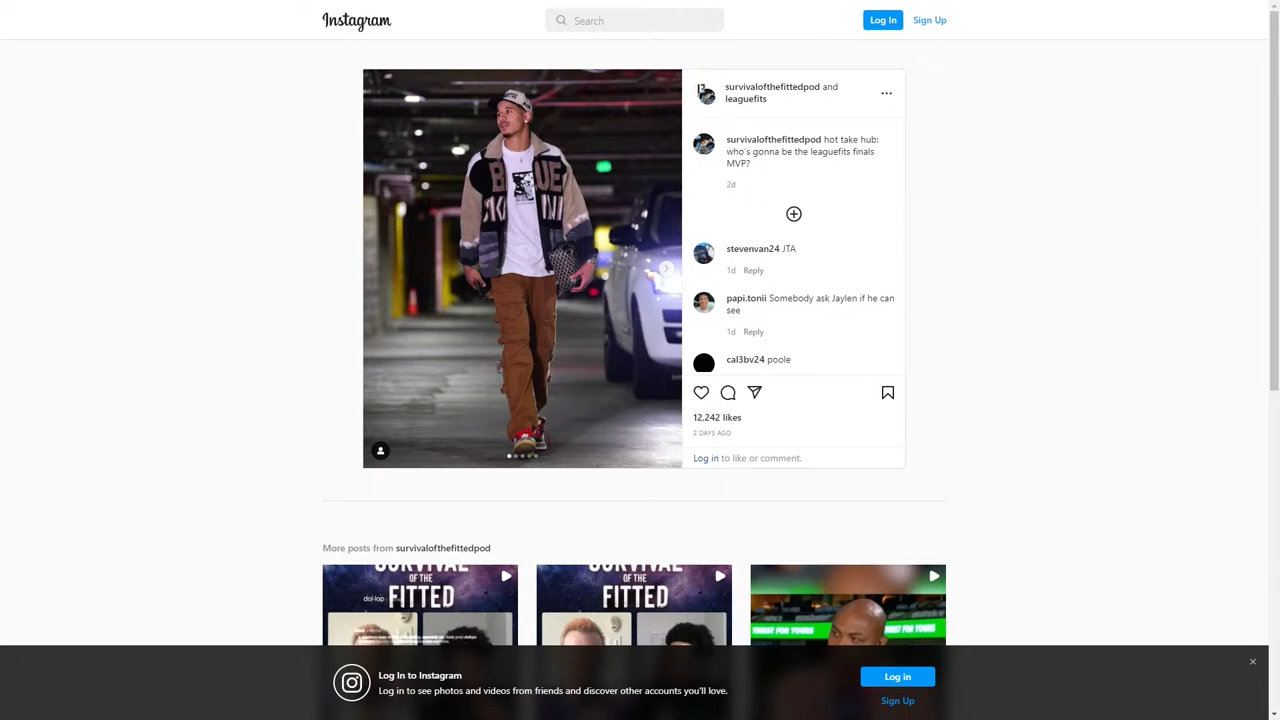 Instagram
Search
Log In
Sign Up
survivalofthefittedpod and
leaguefits
survivalofthefittedpod hot take hub:
who's gonna be the leaguefits finals
MVP?
2d
stevenvan24 JTA
1d Reply
papi.tonii Somebody ask Jaylen if he can
see
1d Reply
cal3bv24 poole
12,242 likes
2 DAYS AGO
Log in to like or comment.
More posts from survivalofthefittedpod
SURVIVAL
OF THE
FITTED
dol·lop
SURVIVAL
OF THE
FITTED
Log In to Instagram
Log in to see photos and videos from friends and discover other accounts you'll love.
Log in
Sign Up